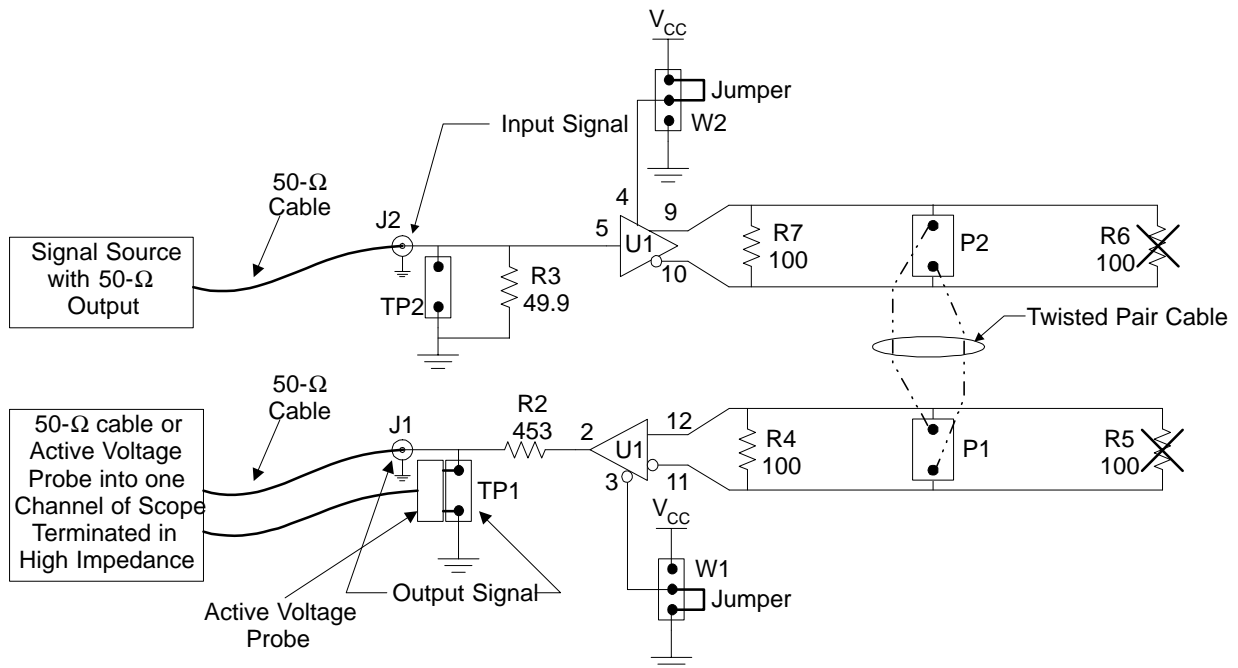 V_CC
Jumper
W2
Input Signal
50-Ω
Cable
J2
4
5
U1
9
10
R7
100
P2
R6
100
Signal Source
with 50-Ω
Output
TP2
R3
49.9
Twisted Pair Cable
50-Ω
Cable
J1
R2
453
2
U1
12
11
3
R4
100
P1
R5
100
50-Ω cable or
Active Voltage
Probe into one
Channel of Scope
Terminated in
High Impedance
TP1
V_CC
W1
Jumper
Output Signal
Active Voltage
Probe